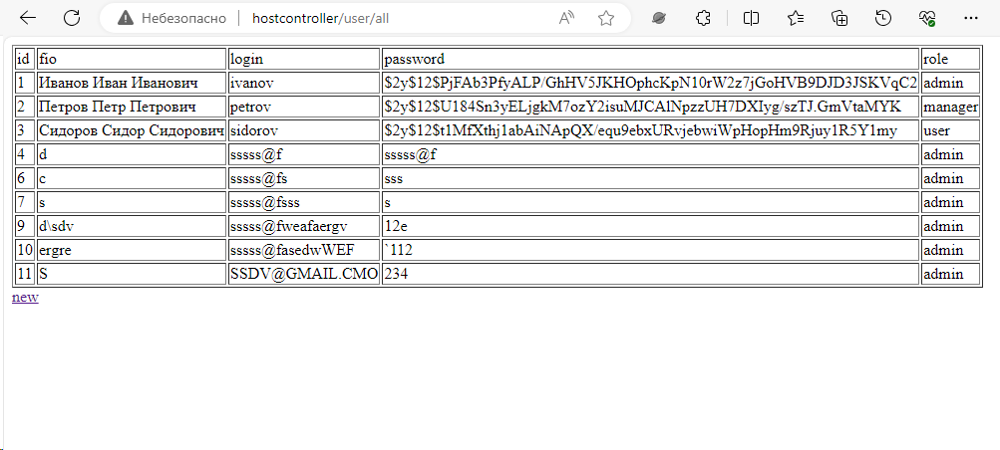 Небезопасно hostcontroller/user/all
id fio login password role
1 Иванов Иван Иванович ivanov $2y$12$PjFAb3PfyALP/GhHV5JKHOphcKpN10rW2z7jGoHVB9DJD3JSKVqC2 admin
2 Петров Петр Петрович petrov $2y$12$U184Sn3yELjgkM7ozY2isuMJCAlNpzzUH7DXIyg/szTJ.GmVtaMYK manager
3 Сидоров Сидор Сидорович sidorov $2y$12$t1MfXthj1abAiNApQX/equ9ebxURvjebwiWpHopHm9Rjuy1R5Y1my user
4 d sssss@f sssss@f admin
6 c sssss@fs sss admin
7 s sssss@fsss s admin
9 d\sdv sssss@fweafaergv 12e admin
10 ergre sssss@fasedwWEF `112 admin
11 S SSDV@GMAIL.CMO 234 admin
new